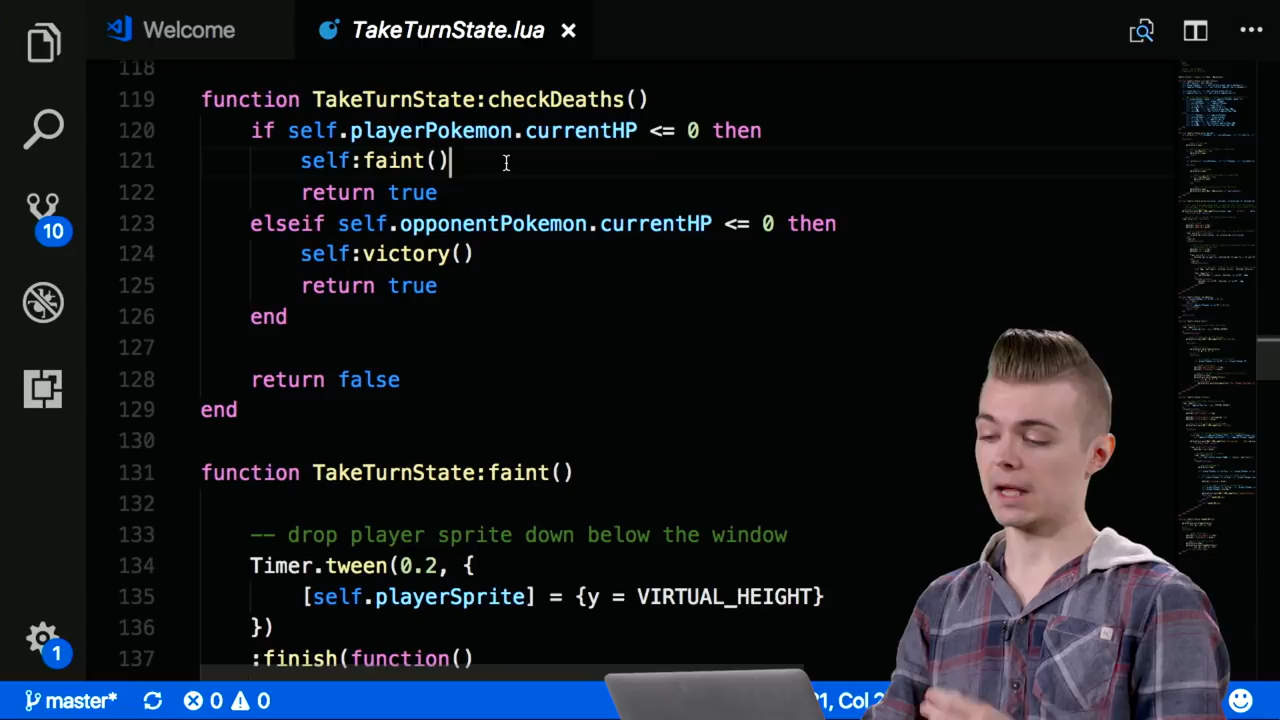 Welcome
TakeTurnState.lua
118
119 function TakeTurnState:checkDeaths()
120 if self.playerPokemon.currentHP <= 0 then
121 self:faint()
122 return true
123 elseif self.opponentPokemon.currentHP <= 0 then
124 self:victory()
125 return true
126 end
127
128 return false
129 end
130
131 function TakeTurnState:faint()
132
133 -- drop player sprite down below the window
134 Timer.tween(0.2, {
135 [self.playerSprite] = {y = VIRTUAL_HEIGHT}
136 })
137 :finish(function()
10
1
master* 0 0 21, Col 2